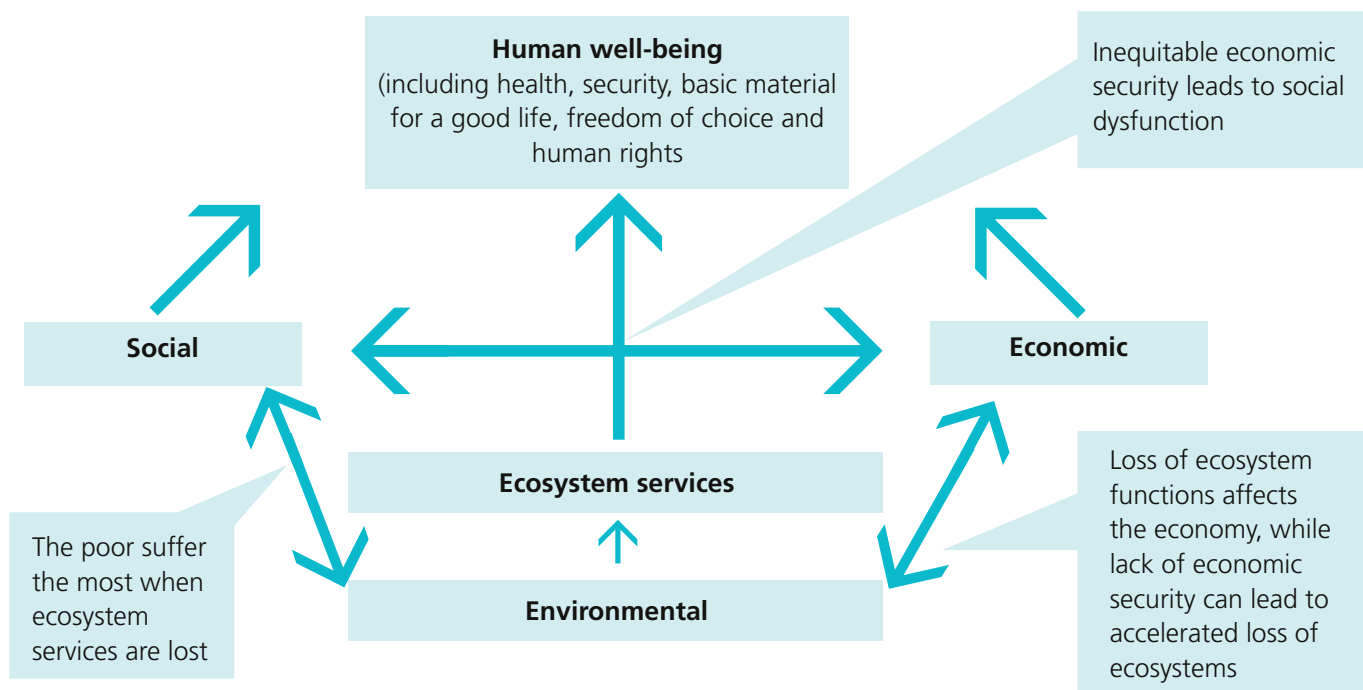 Human well-being
(including health, security, basic material
for a good life, freedom of choice and
human rights
Inequitable economic
security leads to social
dysfunction
Social
Economic
Ecosystem services
Environmental
The poor suffer
the most when
ecosystem
services are lost
Loss of ecosystem
functions affects
the economy, while
lack of economic
security can lead to
accelerated loss of
ecosystems